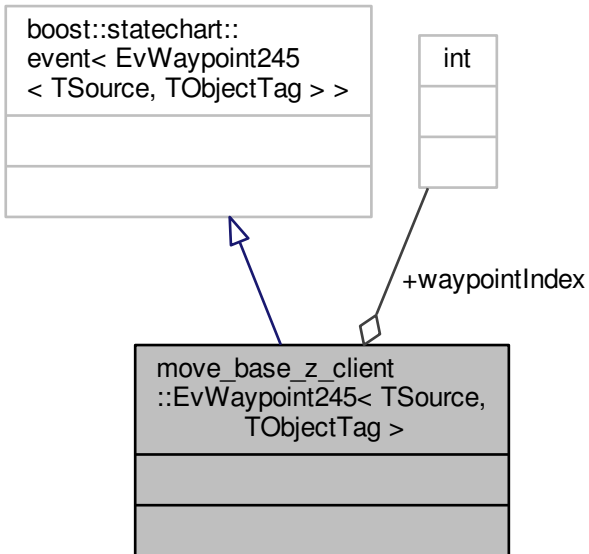 boost::statechart::
event< EvWaypoint245
< TSource, TObjectTag > >
int
+waypointIndex
move_base_z_client
::EvWaypoint245< TSource,
TObjectTag >